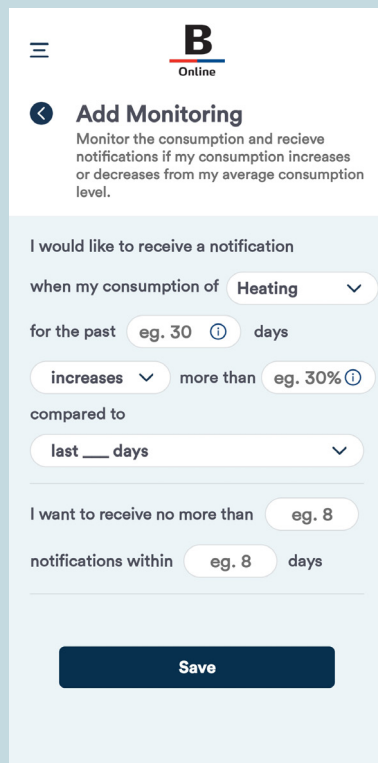 B
Online
Add Monitoring
Monitor the consumption and recieve
notifications if my consumption increases
or decreases from my average consumption
level.
I would like to receive a notification
when my consumption of Heating
for the past eg. 30 days
increases more than eg. 30%
compared to
last ___ days
I want to receive no more than eg. 8
notifications within eg. 8 days
Save